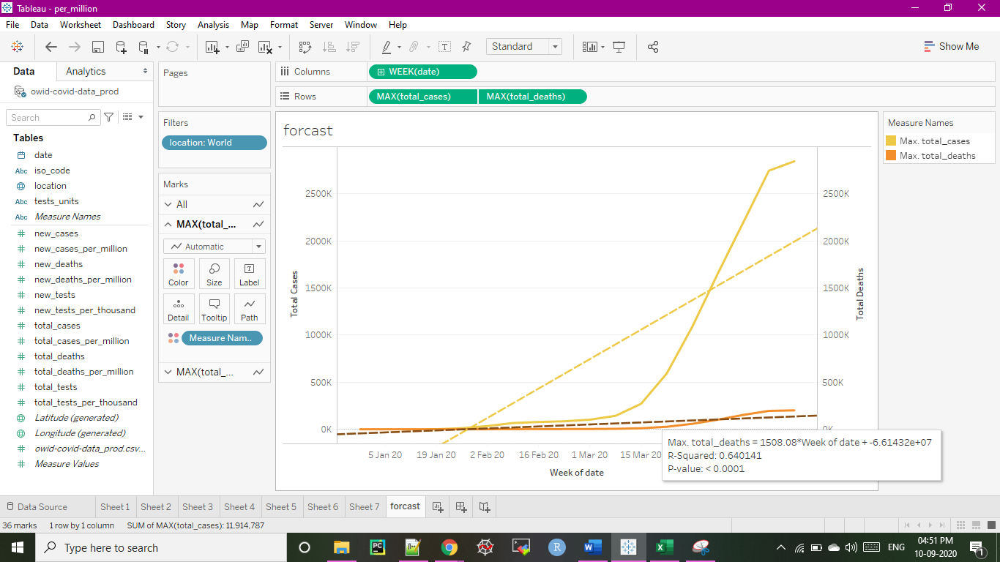 Tableau - per_million
File Data Worksheet Dashboard Story Analysis Map Format Server Window Help
Standard
Show Me
Data Analytics
owid-covid-data_prod
Search
Tables
date
Abc iso_code
location
Abc tests_units
Abc Measure Names
new_cases
new_cases_per_million
new_deaths
new_deaths_per_million
new_tests
new_tests_per_thousand
total_cases
total_cases_per_million
total_deaths
total_deaths_per_million
total_tests
total_tests_per_thousand
Latitude (generated)
Longitude (generated)
owid-covid-data_prod.csv...
Measure Values
Pages
Filters
location: World
Marks
All
MAX(total_...
Automatic
Color Size Label
Detail Tooltip Path
Measure Nam..
MAX(total_...
Columns WEEK(date)
Rows MAX(total_cases) MAX(total_deaths)
forcast
Total Cases
2500K
2000K
1500K
1000K
500K
0K
2500K
2000K
1500K
1000K
500K
0K
Total Deaths
5 Jan 20 19 Jan 20 2 Feb 20 16 Feb 20 1 Mar 20 15 Mar 20
Week of date
Max. total_deaths = 1508.08*Week of date + -6.61432e+07
R-Squared: 0.640141
P-value: < 0.0001
Measure Names
Max. total_cases
Max. total_deaths
Data Source Sheet 1 Sheet 2 Sheet 3 Sheet 4 Sheet 5 Sheet 6 Sheet 7 forcast
36 marks 1 row by 1 column SUM of MAX(total_cases): 11,914,787
Type here to search
ENG
04:51 PM
10-09-2020
1